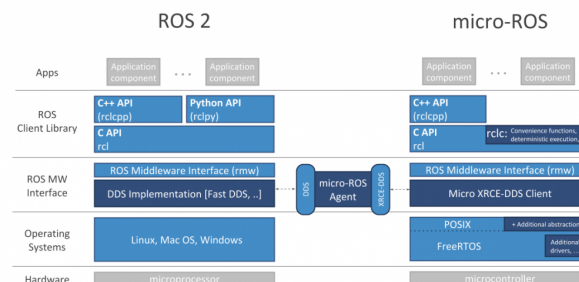 ROS 2
micro-ROS
Apps
Application component
...
Application component
Application component
...
Application component
ROS
Client Library
C++ API
(rclcpp)
Python API
(rclpy)
C API
rcl
C++ API
(rclcpp)
C API
rcl
rclc: Convenience functions,
deterministic execution,
ROS MW
Interface
ROS Middleware Interface (rmw)
DDS Implementation [Fast DDS, ..]
DDS
micro-ROS
Agent
XRCE-DDS
ROS Middleware Interface (rmw)
Micro XRCE-DDS Client
Operating
Systems
Linux, Mac OS, Windows
POSIX
+ Additional abstraction
FreeRTOS
Additional
drivers, ...
Hardware
microprocessor
microcontroller